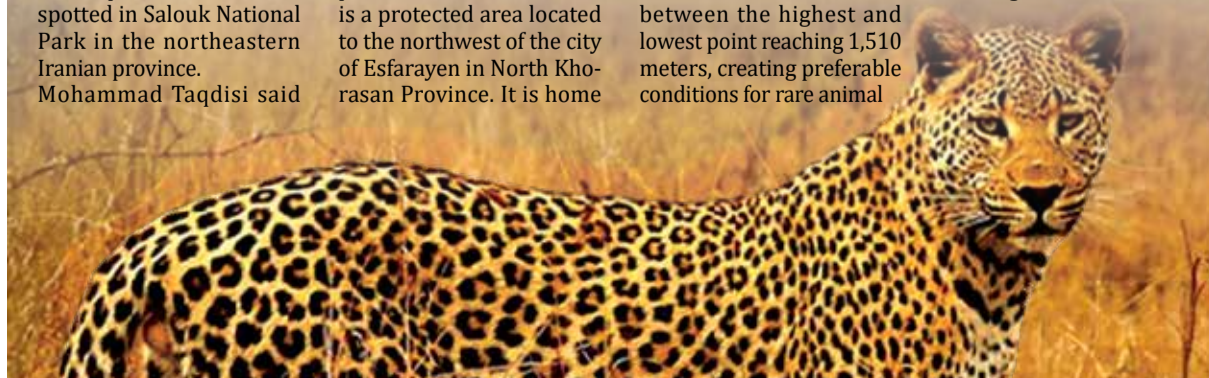 spotted in Salouk National
Park in the northeastern
Iranian province.
Mohammad Taqdisi said
is a protected area located
to the northwest of the city
of Esfarayen in North Kho-
rasan Province. It is home
between the highest and
lowest point reaching 1,510
meters, creating preferable
conditions for rare animal